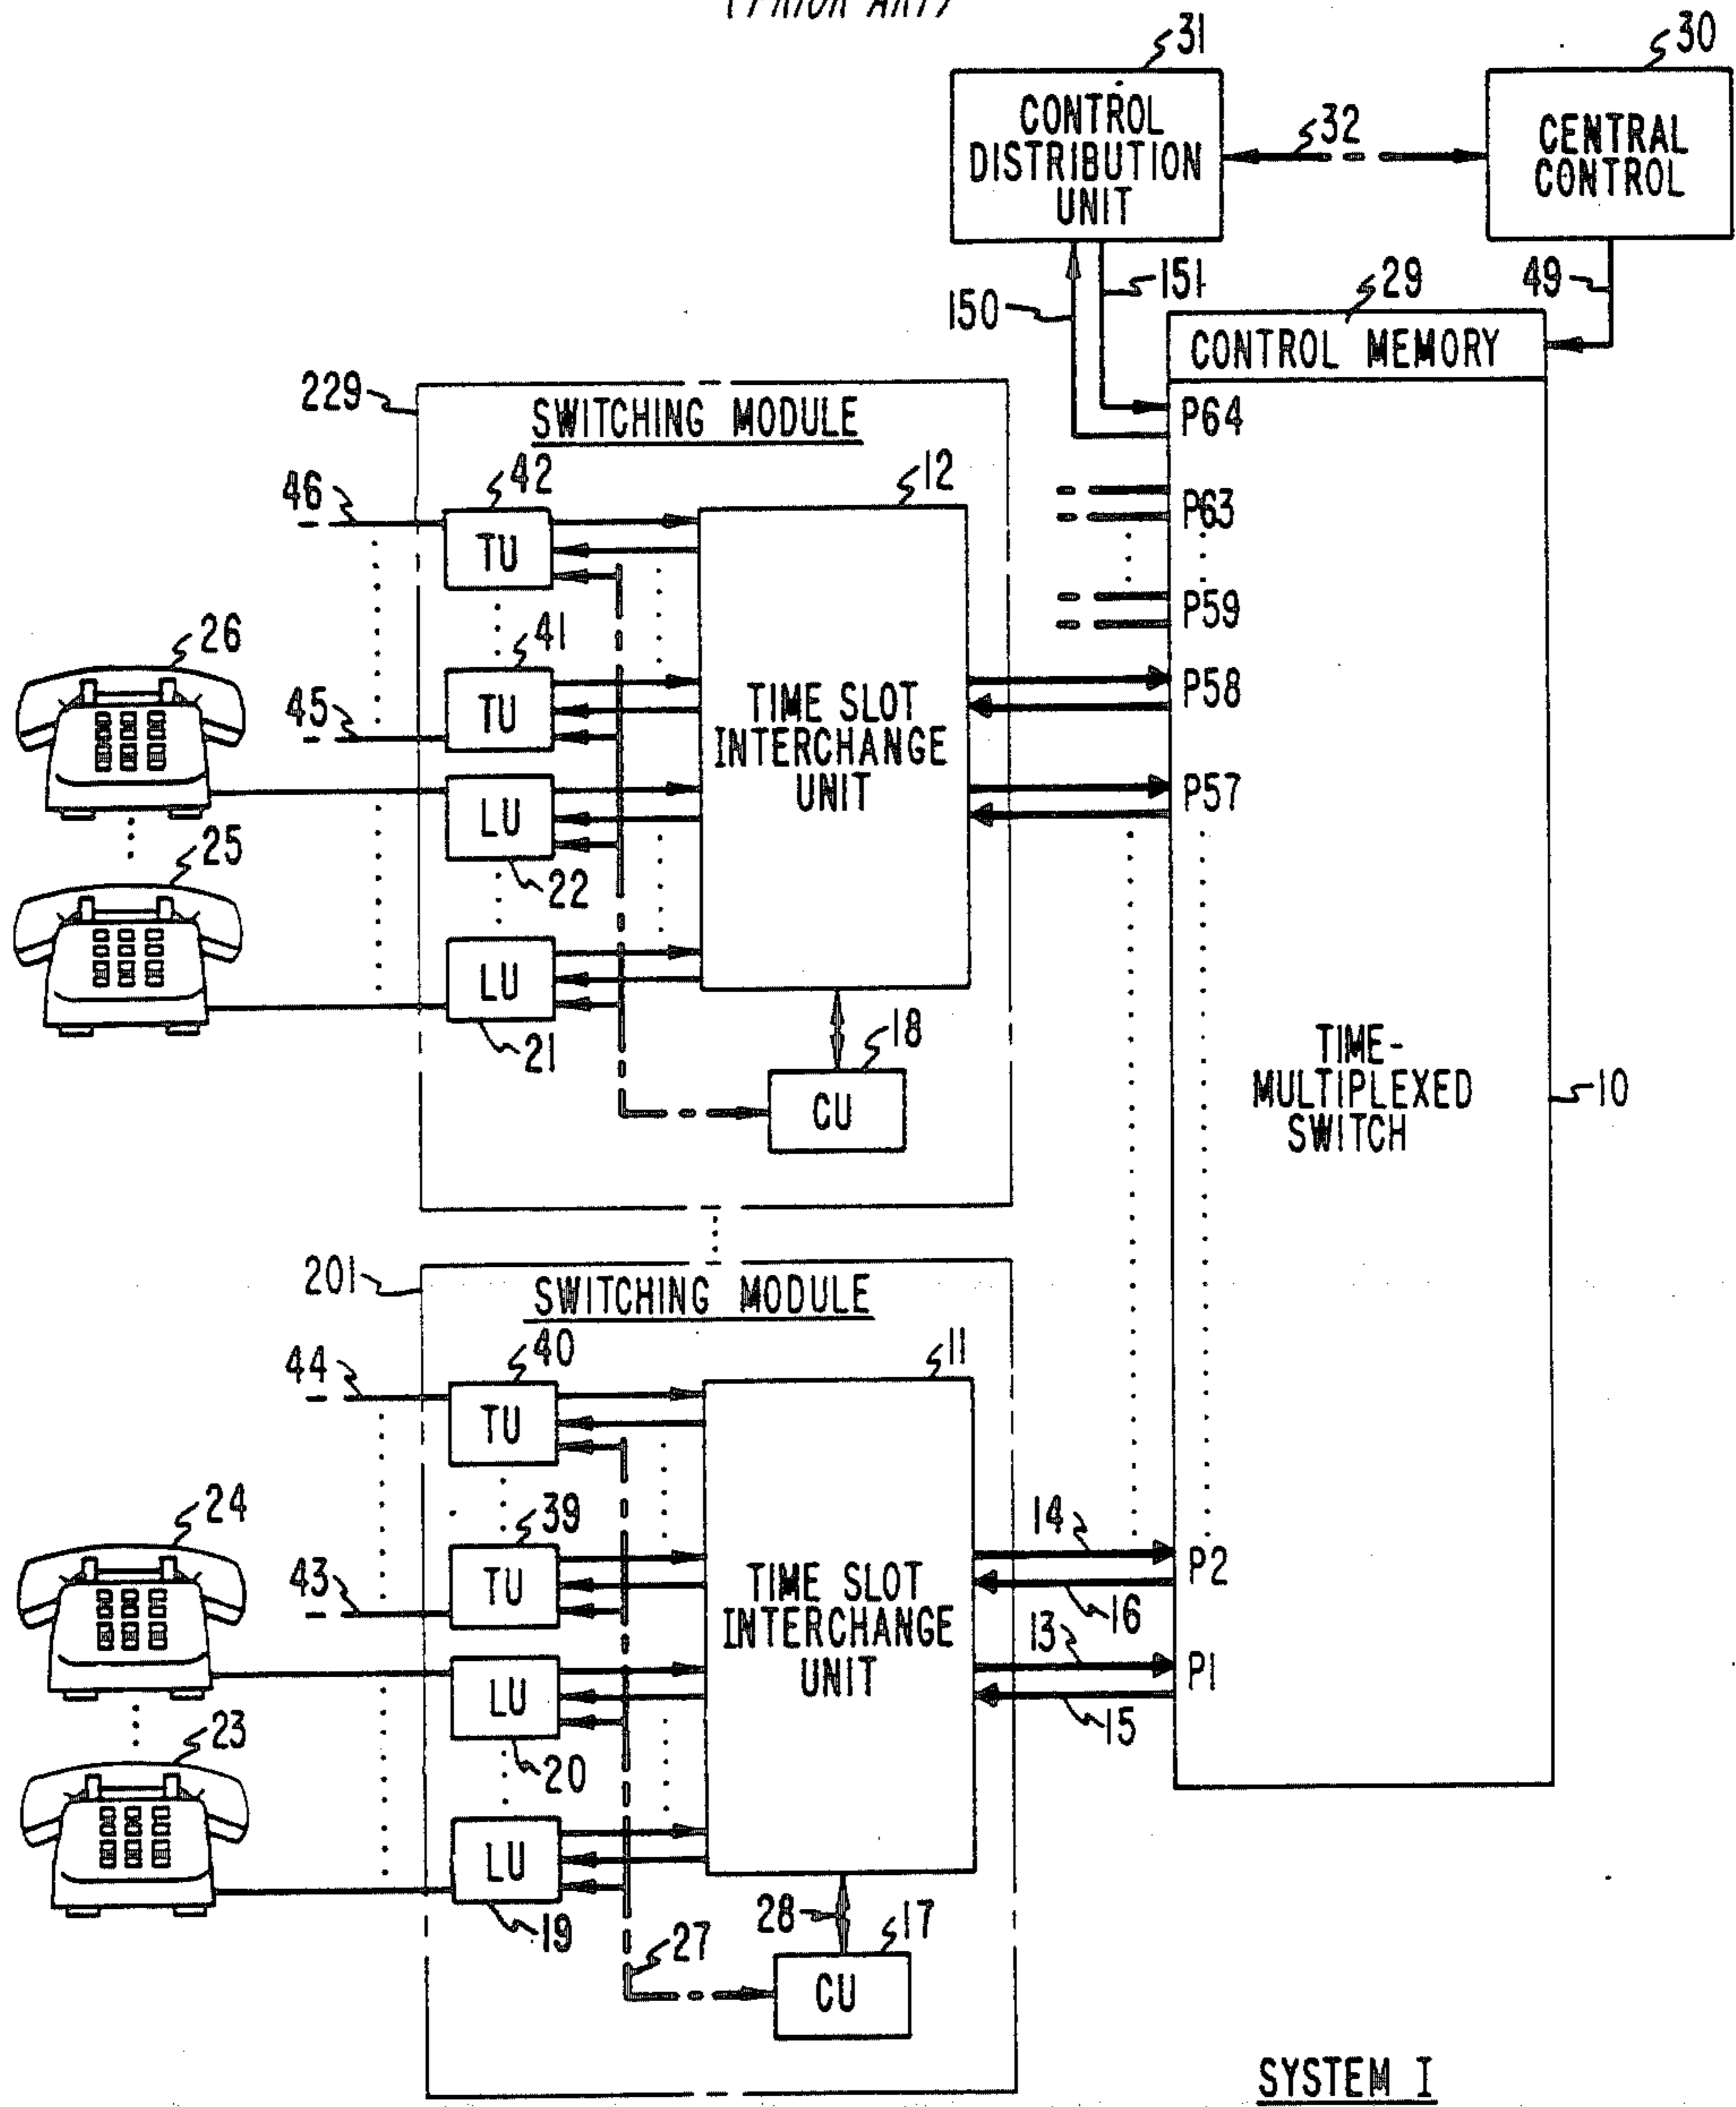 (PRIOR ART)
31
30
CONTROL
DISTRIBUTION
UNIT
32
CENTRAL
CONTROL
150
151
29
49
CONTROL MEMORY
P64
P63
P59
P58
P57
229
SWITCHING MODULE
46
42
TU
12
41
TU
45
26
TIME SLOT
INTERCHANGE
UNIT
LU
22
25
LU
21
18
CU
TIME-
MULTIPLEXED
SWITCH
10
201
SWITCHING MODULE
44
40
TU
11
39
TU
43
24
TIME SLOT
INTERCHANGE
UNIT
14
P2
16
13
P1
15
LU
20
23
LU
19
27
28
17
CU
SYSTEM I